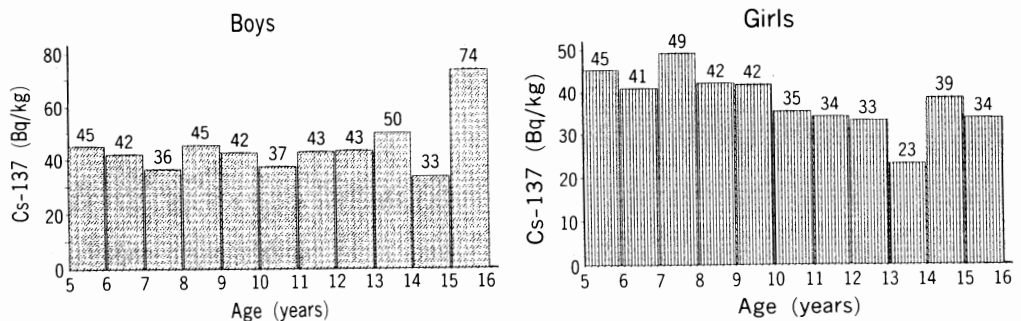 Boys
Cs-137 (Bq/kg)
80
60
40
20
0
45 42 36 45 42 37 43 43 50 33 74
5 6 7 8 9 10 11 12 13 14 15 16
Age (years)
Girls
Cs-137 (Bq/kg)
50
40
30
20
10
0
45 41 49 42 42 35 34 33 23 39 34
5 6 7 8 9 10 11 12 13 14 15 16
Age (years)